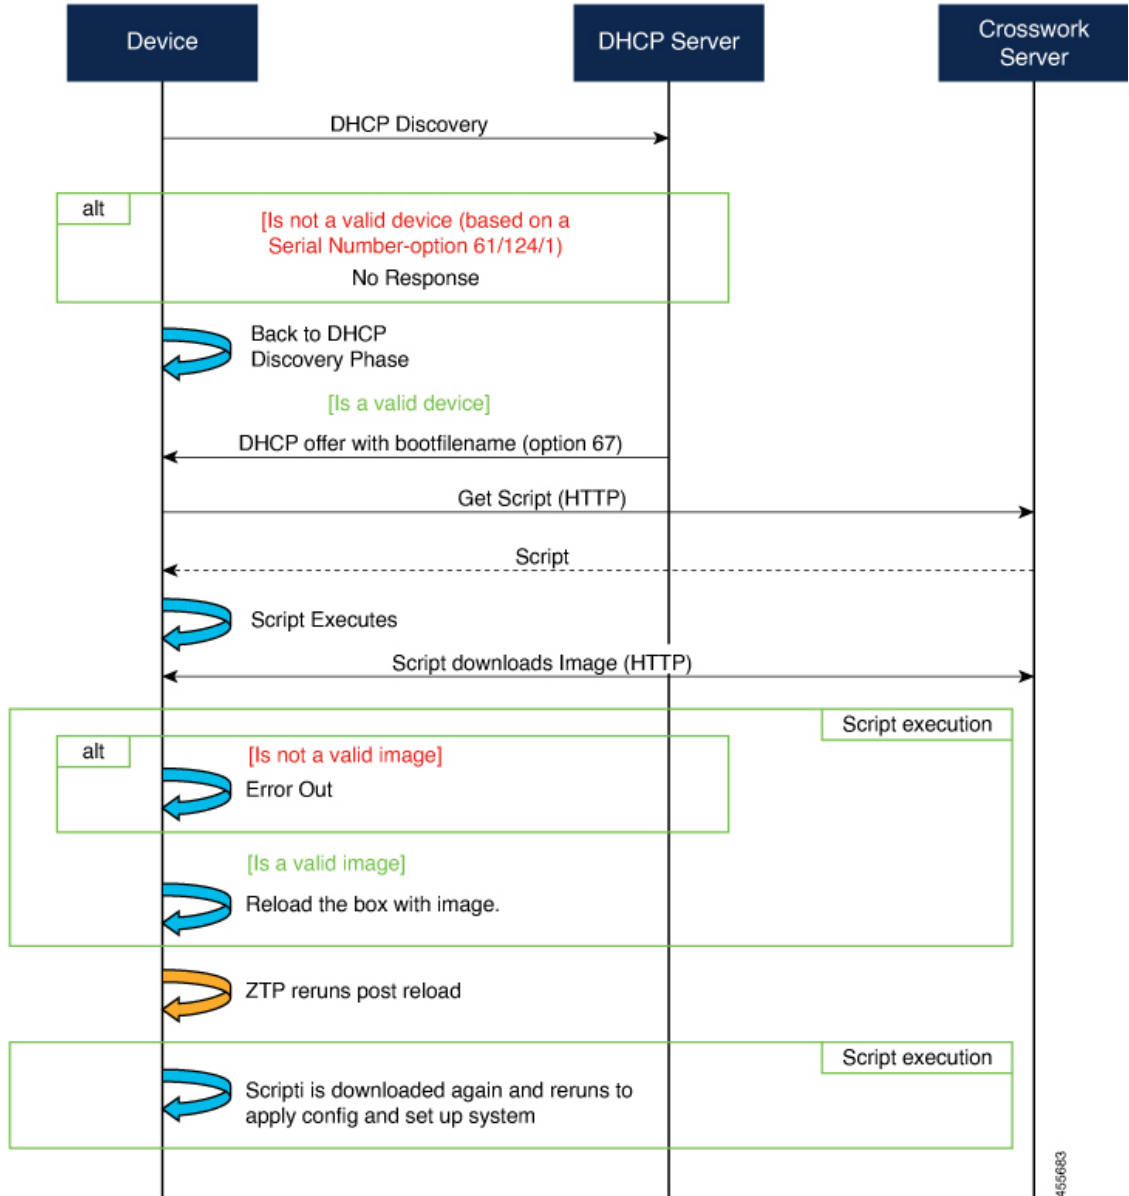 Device
DHCP Server
Crosswork
Server
DHCP Discovery
alt
[Is not a valid device (based on a
Serial Number-option 61/124/1)
No Response
Back to DHCP
Discovery Phase
[Is a valid device]
DHCP offer with bootfilename (option 67)
Get Script (HTTP)
Script
Script Executes
Script downloads Image (HTTP)
Script execution
alt
[Is not a valid image]
Error Out
[Is a valid image]
Reload the box with image.
ZTP reruns post reload
Script execution
Scripti is downloaded again and reruns to
apply config and set up system
455683